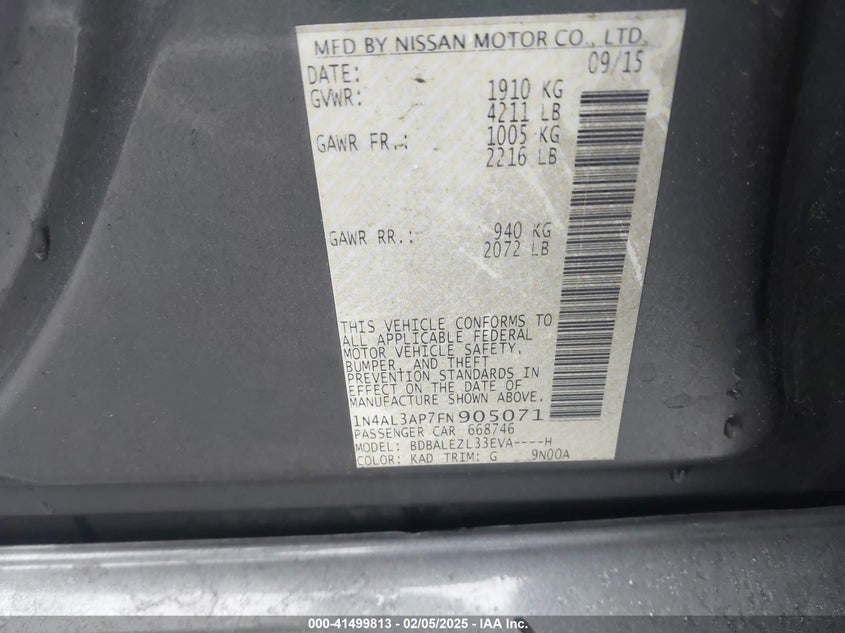 MFD BY NISSAN MOTOR CO., LTD.
DATE: 09/15
GVWR: 1910 KG
4211 LB
GAWR FR.: 1005 KG
2216 LB
GAWR RR.: 940 KG
2072 LB
THIS VEHICLE CONFORMS TO
ALL APPLICABLE FEDERAL
MOTOR VEHICLE SAFETY,
BUMPER, AND THEFT
PREVENTION STANDARDS IN
EFFECT ON THE DATE OF
MANUFACTURE SHOWN ABOVE.
1N4AL3AP7FN905071
PASSENGER CAR 668746
MODEL: BDBALEZL33EVA----H
COLOR: KAD TRIM: G 9N00A
000-41499813 - 02/05/2025 - IAA Inc.